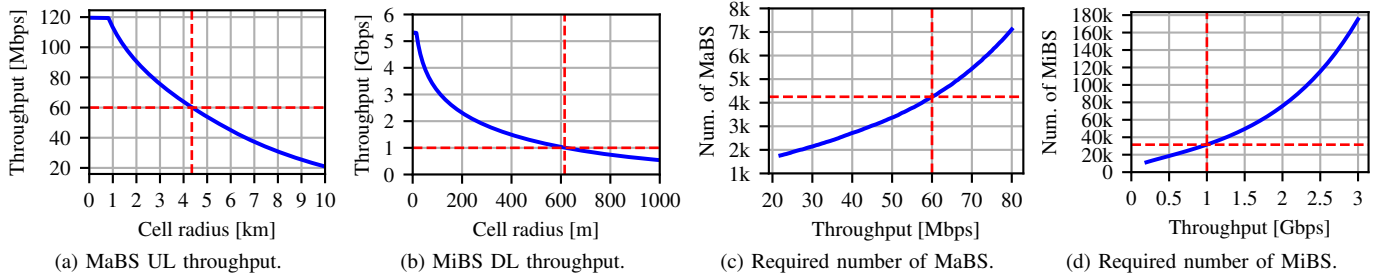 Throughput [Mbps]
120
100
80
60
40
20
0 1 2 3 4 5 6 7 8 9 10
Cell radius [km]
(a) MaBS UL throughput.
Throughput [Gbps]
6
5
4
3
2
1
0
0 200 400 600 800 1000
Cell radius [m]
(b) MiBS DL throughput.
Num. of MaBS
8k
7k
6k
5k
4k
3k
2k
1k
20 30 40 50 60 70 80
Throughput [Mbps]
(c) Required number of MaBS.
Num. of MiBS
180k
160k
140k
120k
100k
80k
60k
40k
20k
0
0 0.5 1 1.5 2 2.5 3
Throughput [Gbps]
(d) Required number of MiBS.